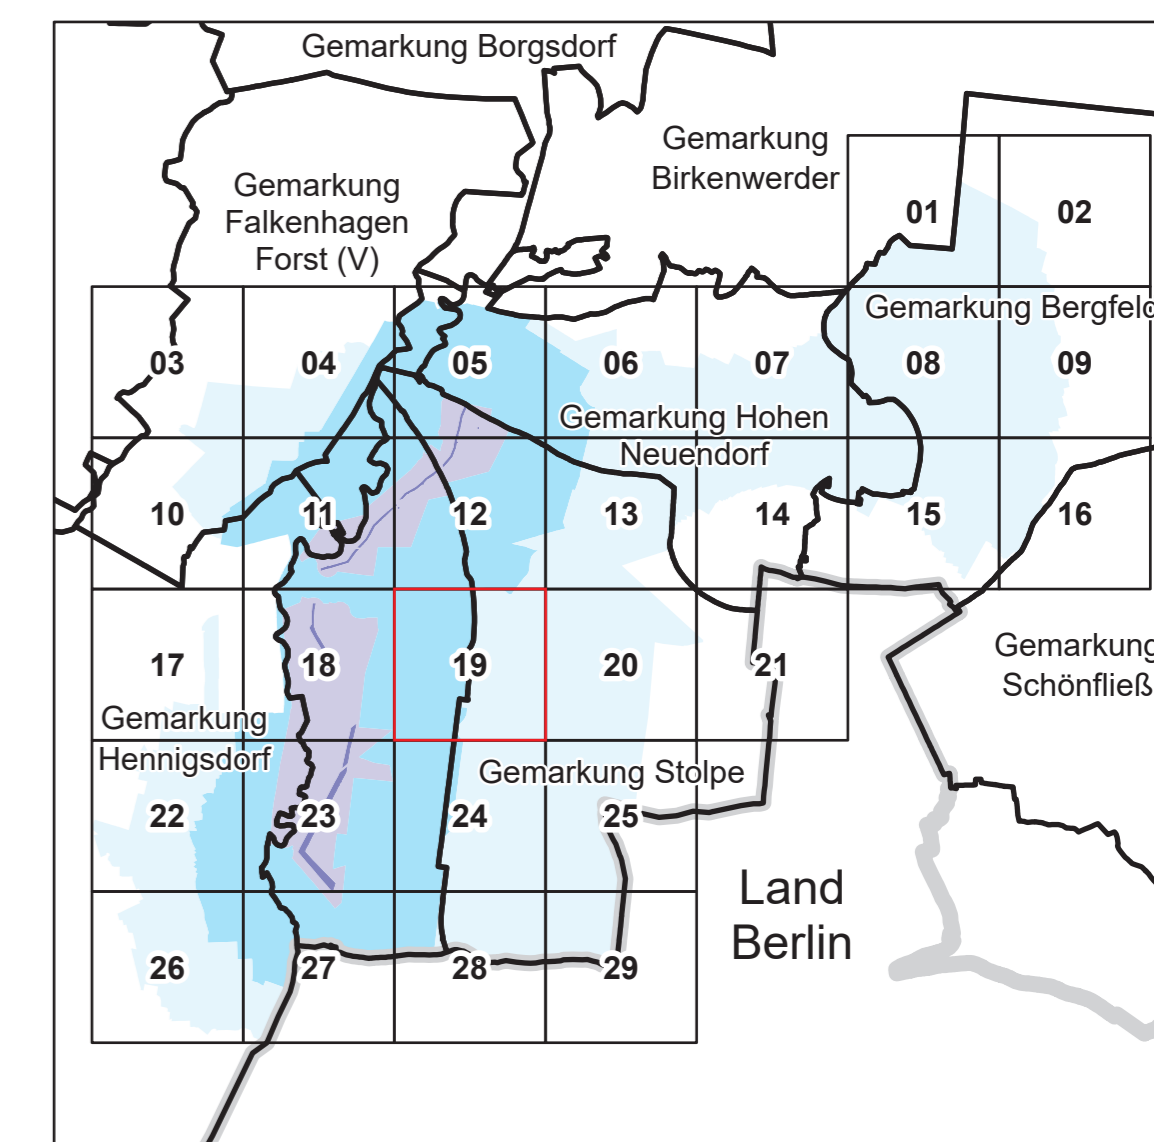 Gemarkung Borgsdorf
Gemarkung
Birkenwerder
Gemarkung
Falkenhagen
Forst (V)
01
02
Gemarkung Bergfeld
03
04
05
06
07
08
09
Gemarkung Hohen
Neuendorf
10
11
12
13
14
15
16
17
18
19
20
21
Gemarkung
Schönfließ
Gemarkung
Hennigsdorf
Gemarkung Stolpe
22
23
24
25
Land
Berlin
26
27
28
29